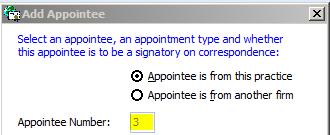 Add Appointee
Select an appointee, an appointment type and whether
this appointee is to be a signatory on correspondence:
Appointee is from this practice
Appointee is from another firm
Appointee Number: 3